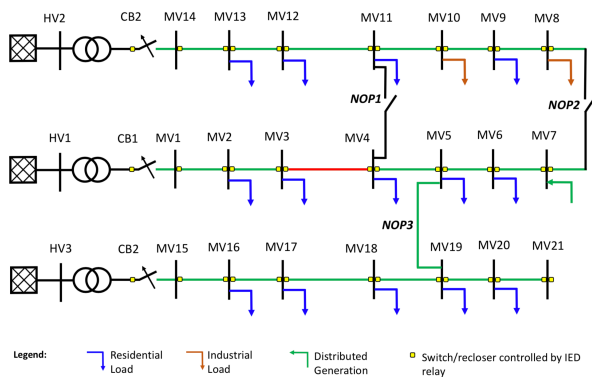 HV2 CB2 MV14 MV13 MV12 MV11 MV10 MV9 MV8
NOP1 NOP2
HV1 CB1 MV1 MV2 MV3 MV4 MV5 MV6 MV7
NOP3
HV3 CB2 MV15 MV16 MV17 MV18 MV19 MV20 MV21
Legend: Residential Load Industrial Load Distributed Generation Switch/recloser controlled by IED relay